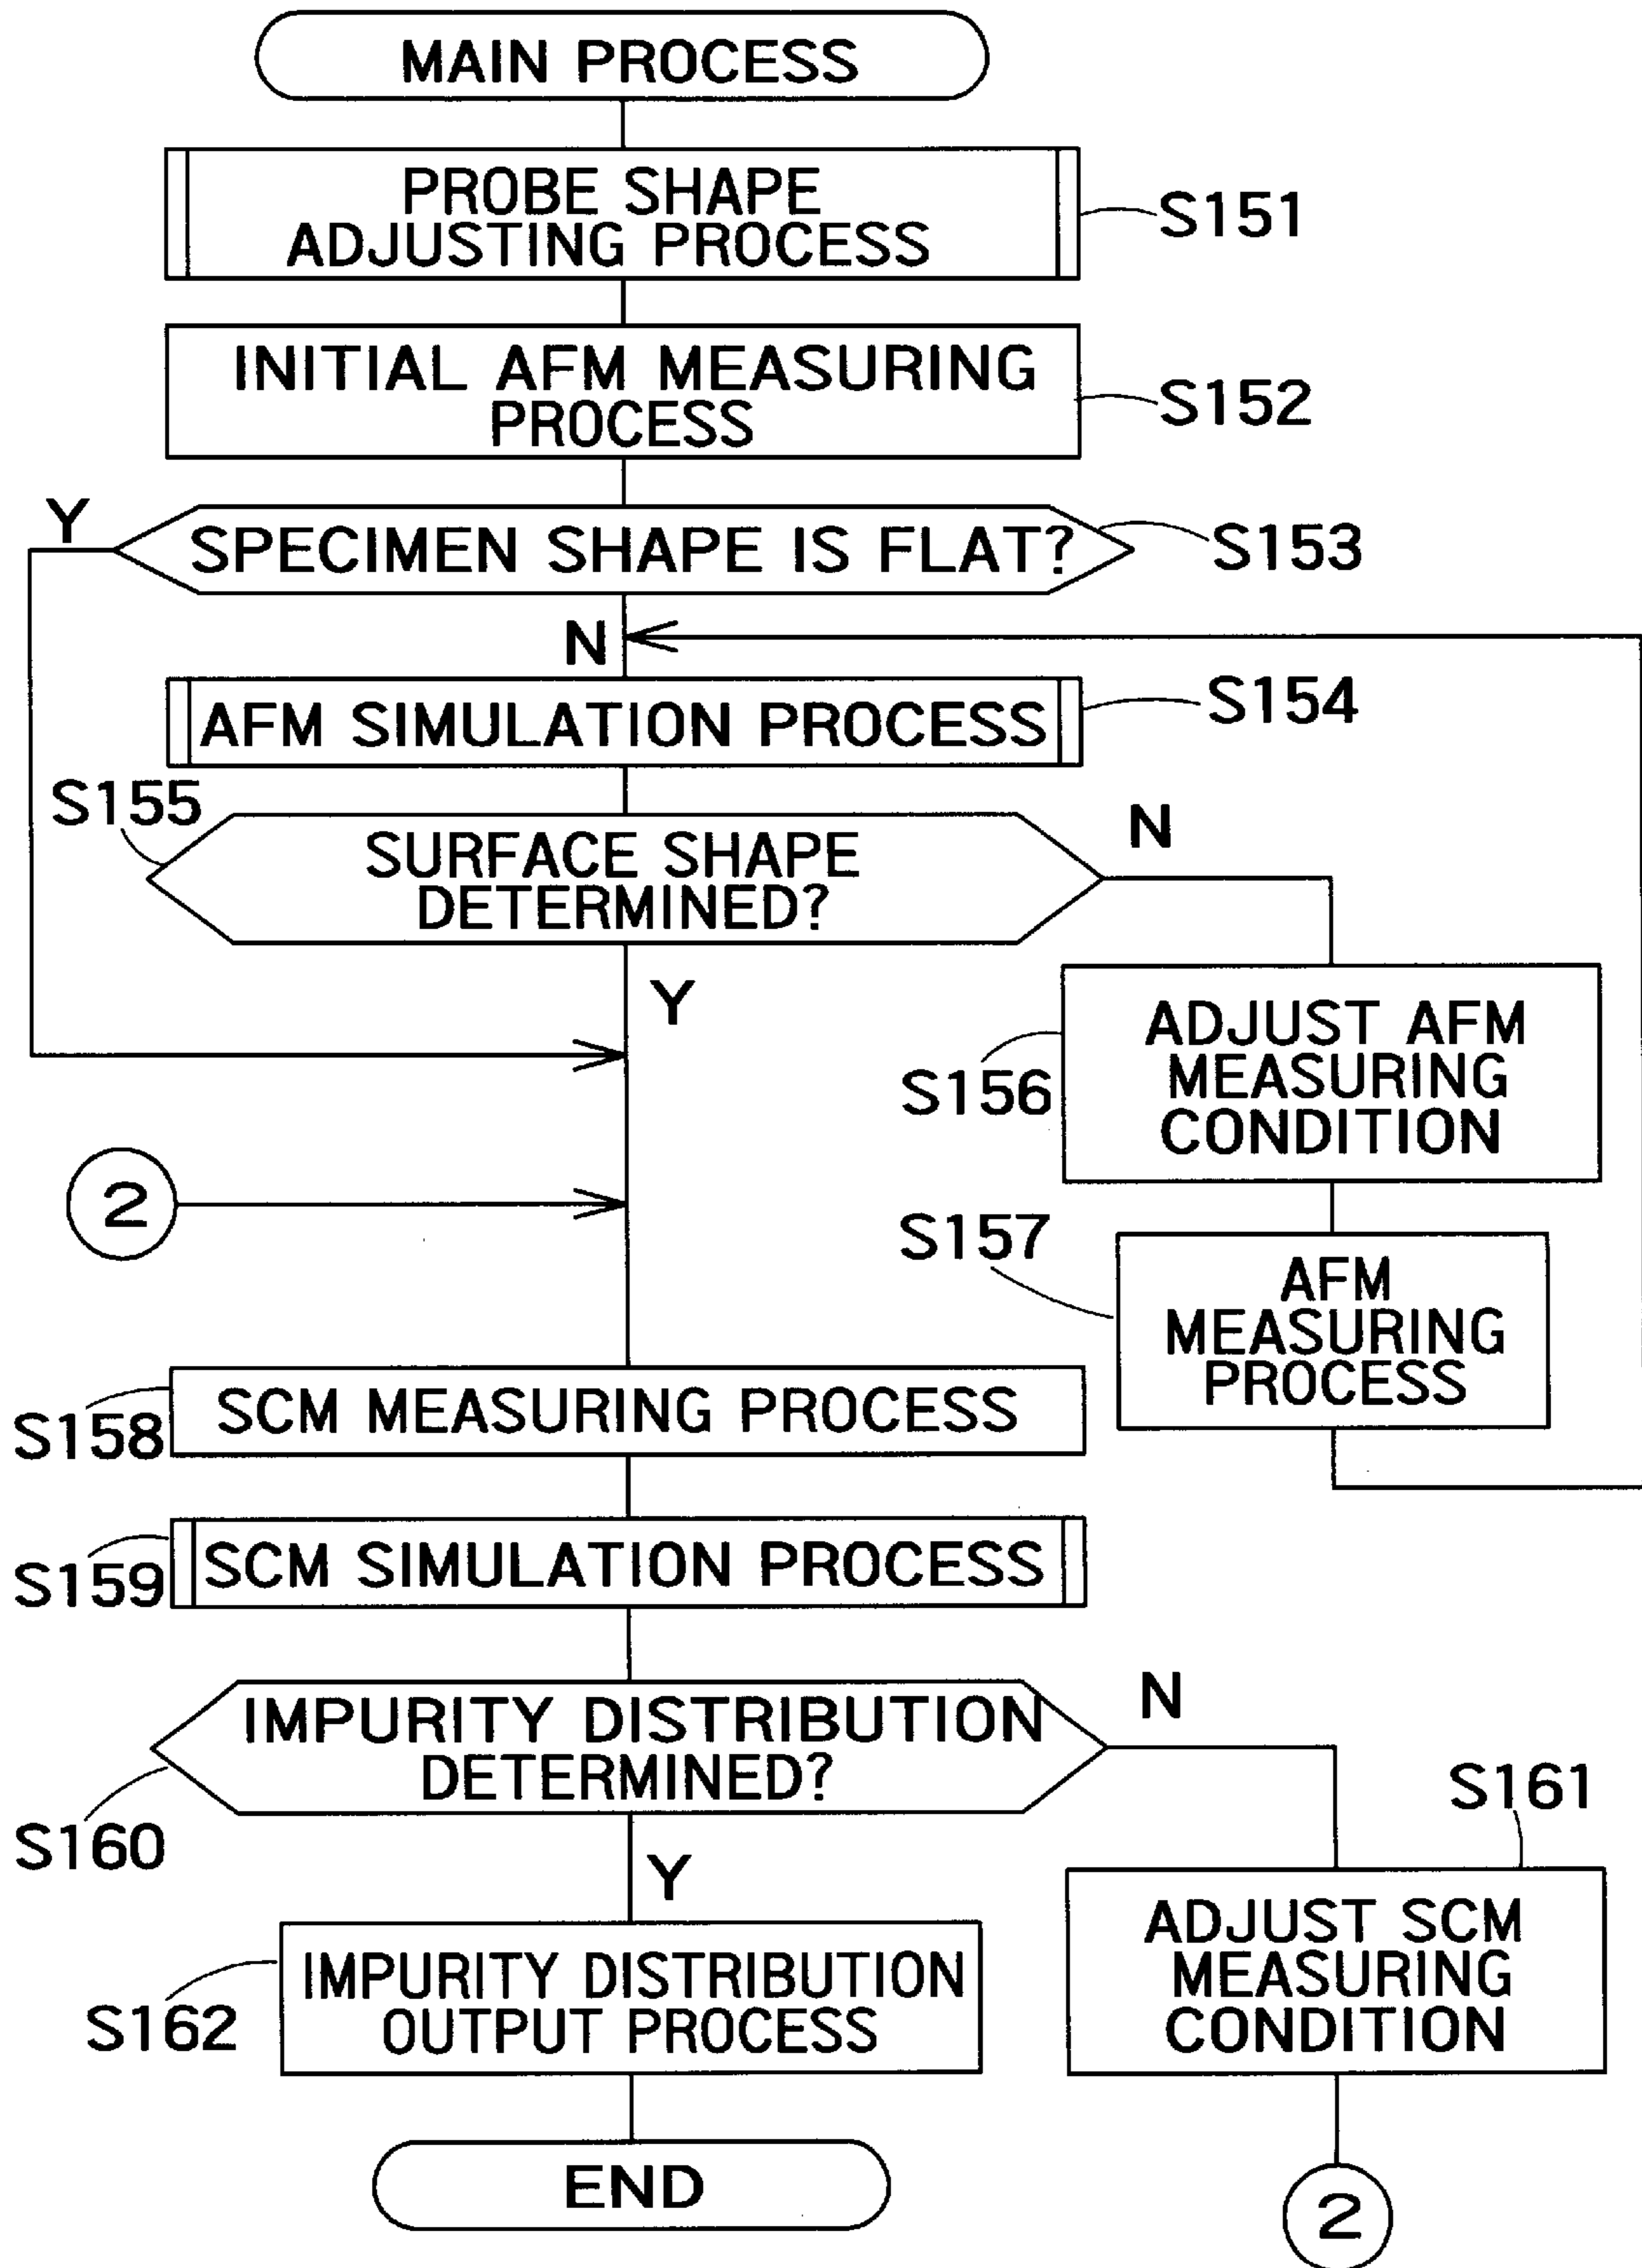 MAIN PROCESS
PROBE SHAPE
ADJUSTING PROCESS
S151
INITIAL AFM MEASURING
PROCESS
S152
Y
SPECIMEN SHAPE IS FLAT?
S153
N
AFM SIMULATION PROCESS
S154
S155
SURFACE SHAPE
DETERMINED?
N
Y
ADJUST AFM
MEASURING
CONDITION
S156
2
S157
AFM
MEASURING
PROCESS
SCM MEASURING PROCESS
S158
SCM SIMULATION PROCESS
S159
IMPURITY DISTRIBUTION
DETERMINED?
N
S160
S161
Y
IMPURITY DISTRIBUTION
OUTPUT PROCESS
S162
ADJUST SCM
MEASURING
CONDITION
END
2